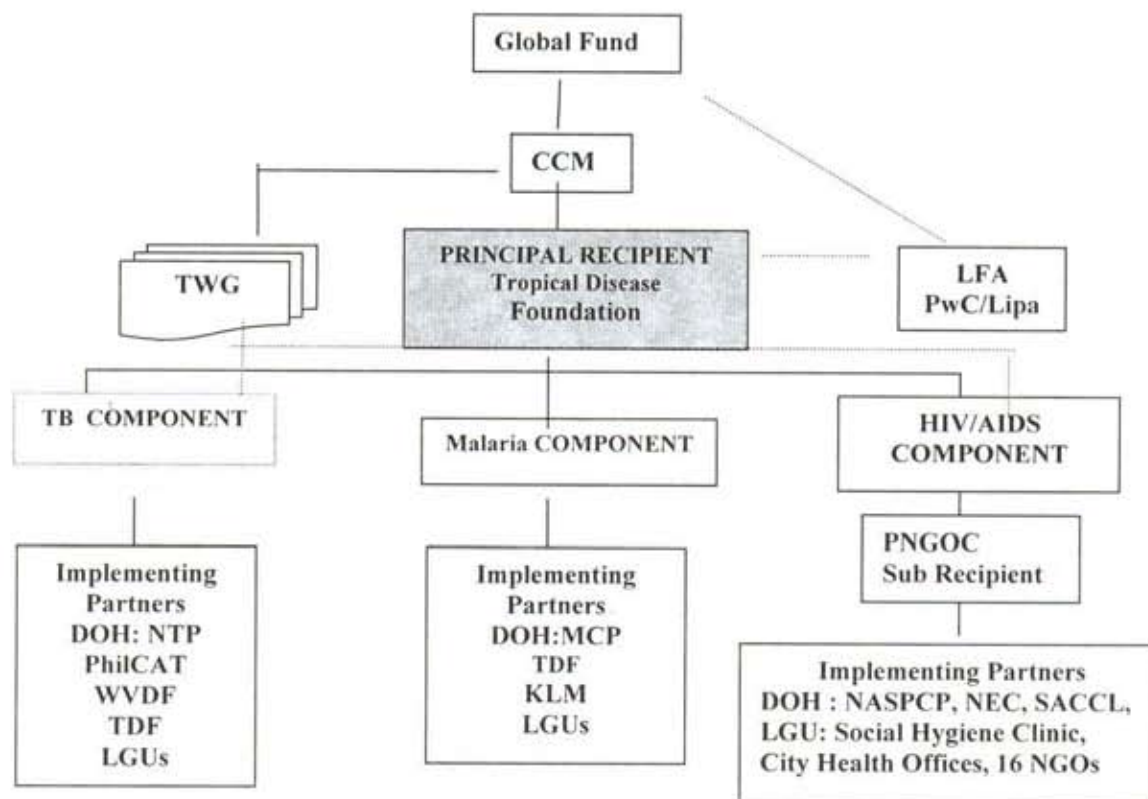 Global Fund
CCM
TWG
PRINCIPAL RECIPIENT
Tropical Disease
Foundation
LFA
PwC/Lipa
TB COMPONENT
Malaria COMPONENT
HIV/AIDS
COMPONENT
PNGOC
Sub Recipient
Implementing
Partners
DOH: NTP
PhilCAT
WVDF
TDF
LGUs
Implementing
Partners
DOH:MCP
TDF
KLM
LGUs
Implementing Partners
DOH : NASPCP, NEC, SACCL,
LGU: Social Hygiene Clinic,
City Health Offices, 16 NGOs